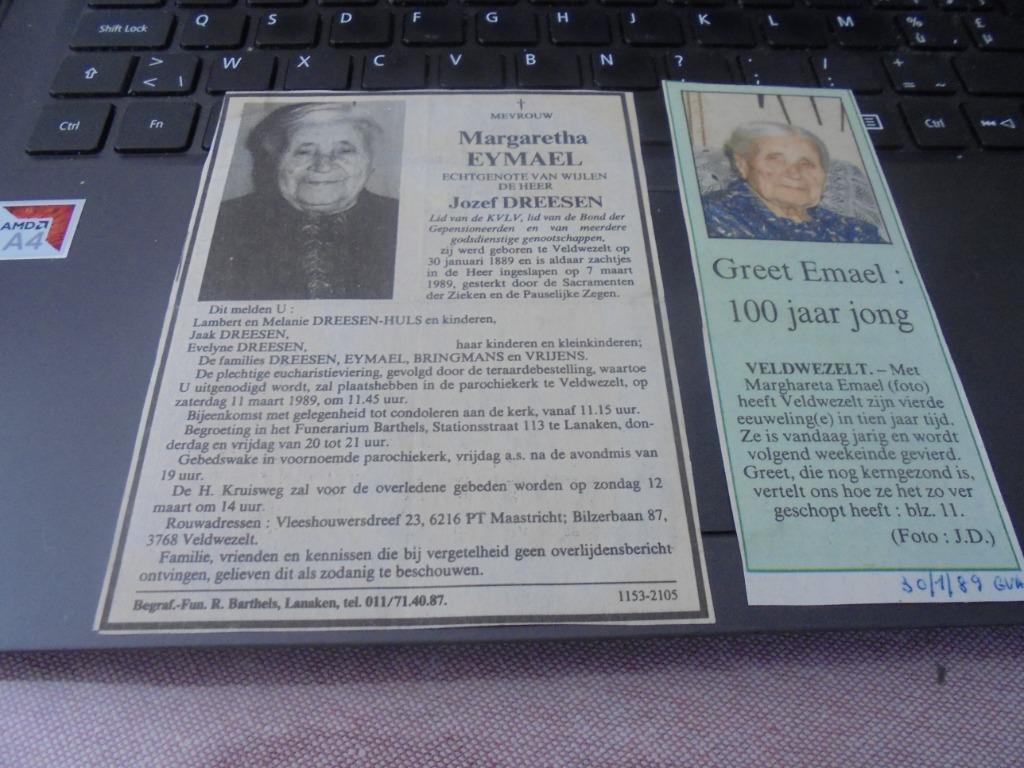 Shift Lock Q S D F G H J K L M % ù £ µ
> < \ W X C V B N ? , . ; / : + = ~
Ctrl Fn Ctrl
AMD
A4
MEVROUW
Margaretha
EYMAEL
ECHTGENOTE VAN WIJLEN
DE HEER
Jozef DREESEN
Lid van de KVLV, lid van de Bond der
Gepensioneerden en van meerdere
godsdienstige genootschappen,
zij werd geboren te Veldwezelt op
30 januari 1889 en is aldaar zachtjes
in de Heer ingeslapen op 7 maart
1989, gesterkt door de Sacramenten
der Zieken en de Pauselijke Zegen.
Dit melden U :
Lambert en Melanie DREESEN-HULS en kinderen,
Jaak DREESEN,
Evelyne DREESEN, haar kinderen en kleinkinderen;
De families DREESEN, EYMAEL, BRINGMANS en VRIJENS.
De plechtige eucharistieviering, gevolgd door de teraardebestelling, waartoe
U uitgenodigd wordt, zal plaatshebben in de parochiekerk te Veldwezelt, op
zaterdag 11 maart 1989, om 11.45 uur.
Bijeenkomst met gelegenheid tot condoleren aan de kerk, vanaf 11.15 uur.
Begroeting in het Funerarium Barthels, Stationsstraat 113 te Lanaken, don-
derdag en vrijdag van 20 tot 21 uur.
Gebedswake in voornoemde parochiekerk, vrijdag a.s. na de avondmis van
19 uur.
De H. Kruisweg zal voor de overledene gebeden worden op zondag 12
maart om 14 uur.
Rouwadressen : Vleeshouwersdreef 23, 6216 PT Maastricht; Bilzerbaan 87,
3768 Veldwezelt.
Familie, vrienden en kennissen die bij vergetelheid geen overlijdensbericht
ontvingen, gelieven dit als zodanig te beschouwen.
Begraf.-Fun. R. Barthels, Lanaken, tel. 011/71.40.87. 1153-2105
Greet Emael :
100 jaar jong
VELDWEZELT. – Met
Marghareta Emael (foto)
heeft Veldwezelt zijn vierde
eeuweling(e) in tien jaar tijd.
Ze is vandaag jarig en wordt
volgend weekeinde gevierd.
Greet, die nog kerngezond is,
vertelt ons hoe ze het zo ver
geschopt heeft : blz. 11.
(Foto : J.D.)
30/1/89 GVA